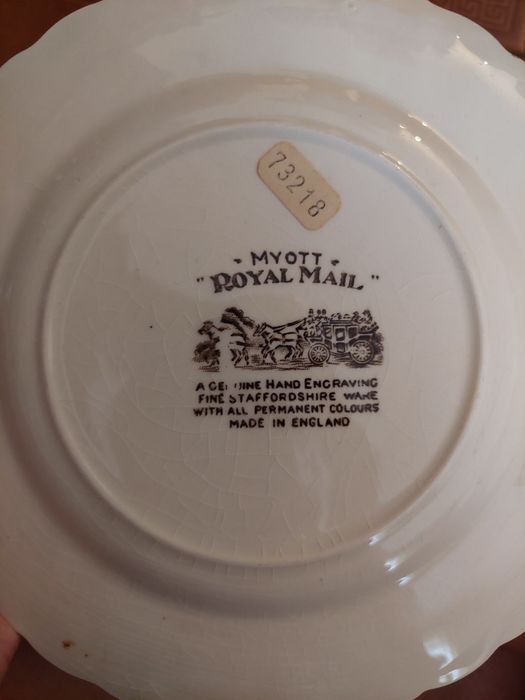 73218
• MYOTT •
"ROYAL MAIL"
A GENUINE HAND ENGRAVING
FINE STAFFORDSHIRE WARE
WITH ALL PERMANENT COLOURS
MADE IN ENGLAND